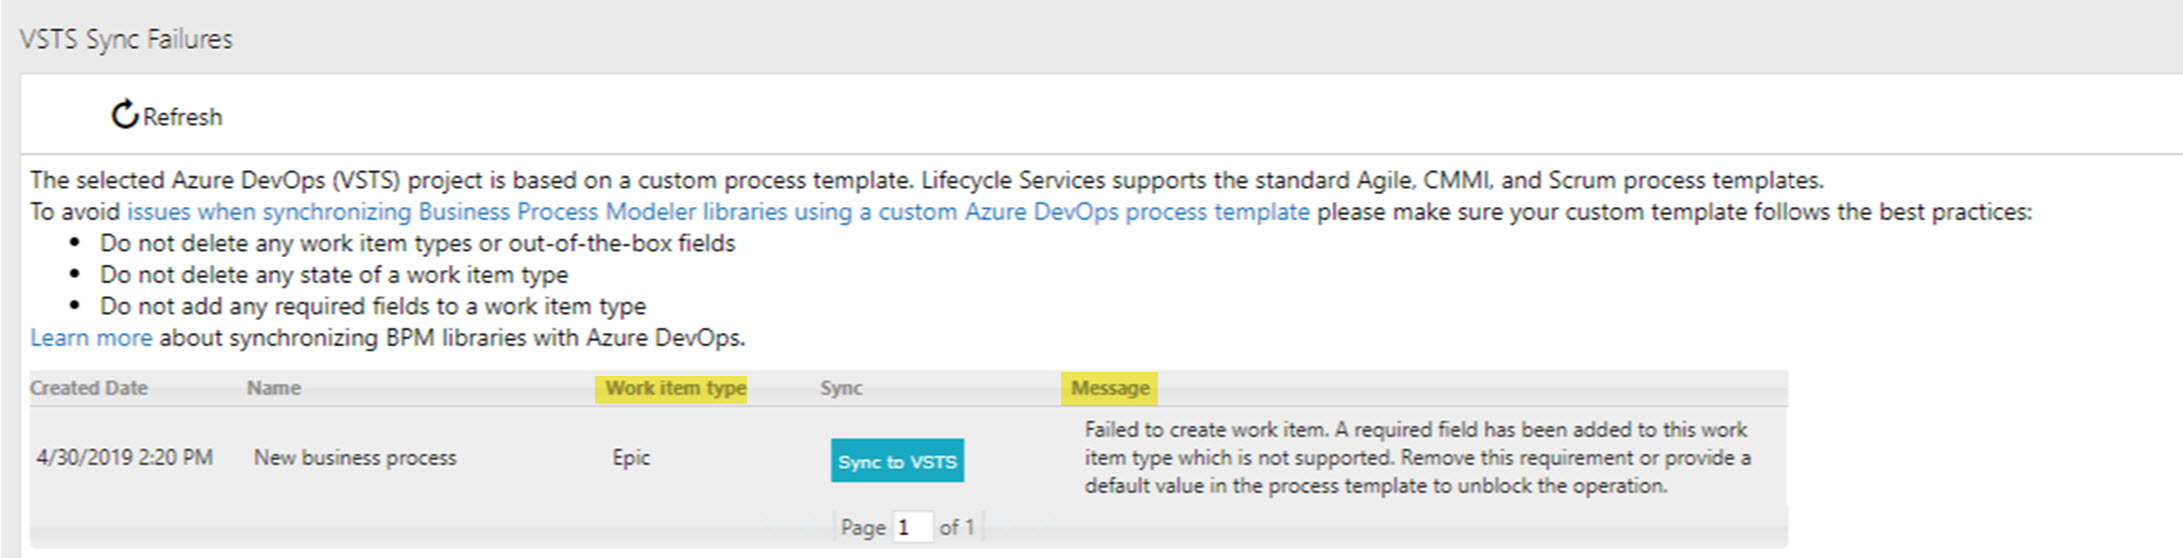 VSTS Sync Failures
Refresh
The selected Azure DevOps (VSTS) project is based on a custom process template. Lifecycle Services supports the standard Agile, CMMI, and Scrum process templates.
To avoid issues when synchronizing Business Process Modeler libraries using a custom Azure DevOps process template please make sure your custom template follows the best practices:
• Do not delete any work item types or out-of-the-box fields
• Do not delete any state of a work item type
• Do not add any required fields to a work item type
Learn more about synchronizing BPM libraries with Azure DevOps.
Created Date Name Work item type Sync Message
4/30/2019 2:20 PM New business process Epic Sync to VSTS Failed to create work item. A required field has been added to this work
item type which is not supported. Remove this requirement or provide a
default value in the process template to unblock the operation.
Page 1 of 1